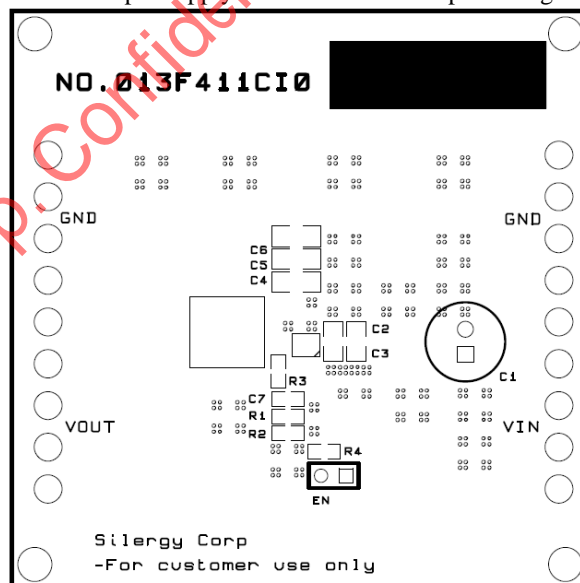 NO.013F411CI0
GND
GND
C6
C5
C4
C2
C3
C1
R3
C7
R1
R2
R4
VOUT
VIN
EN
Silergy Corp
-For customer use only
p. Confide